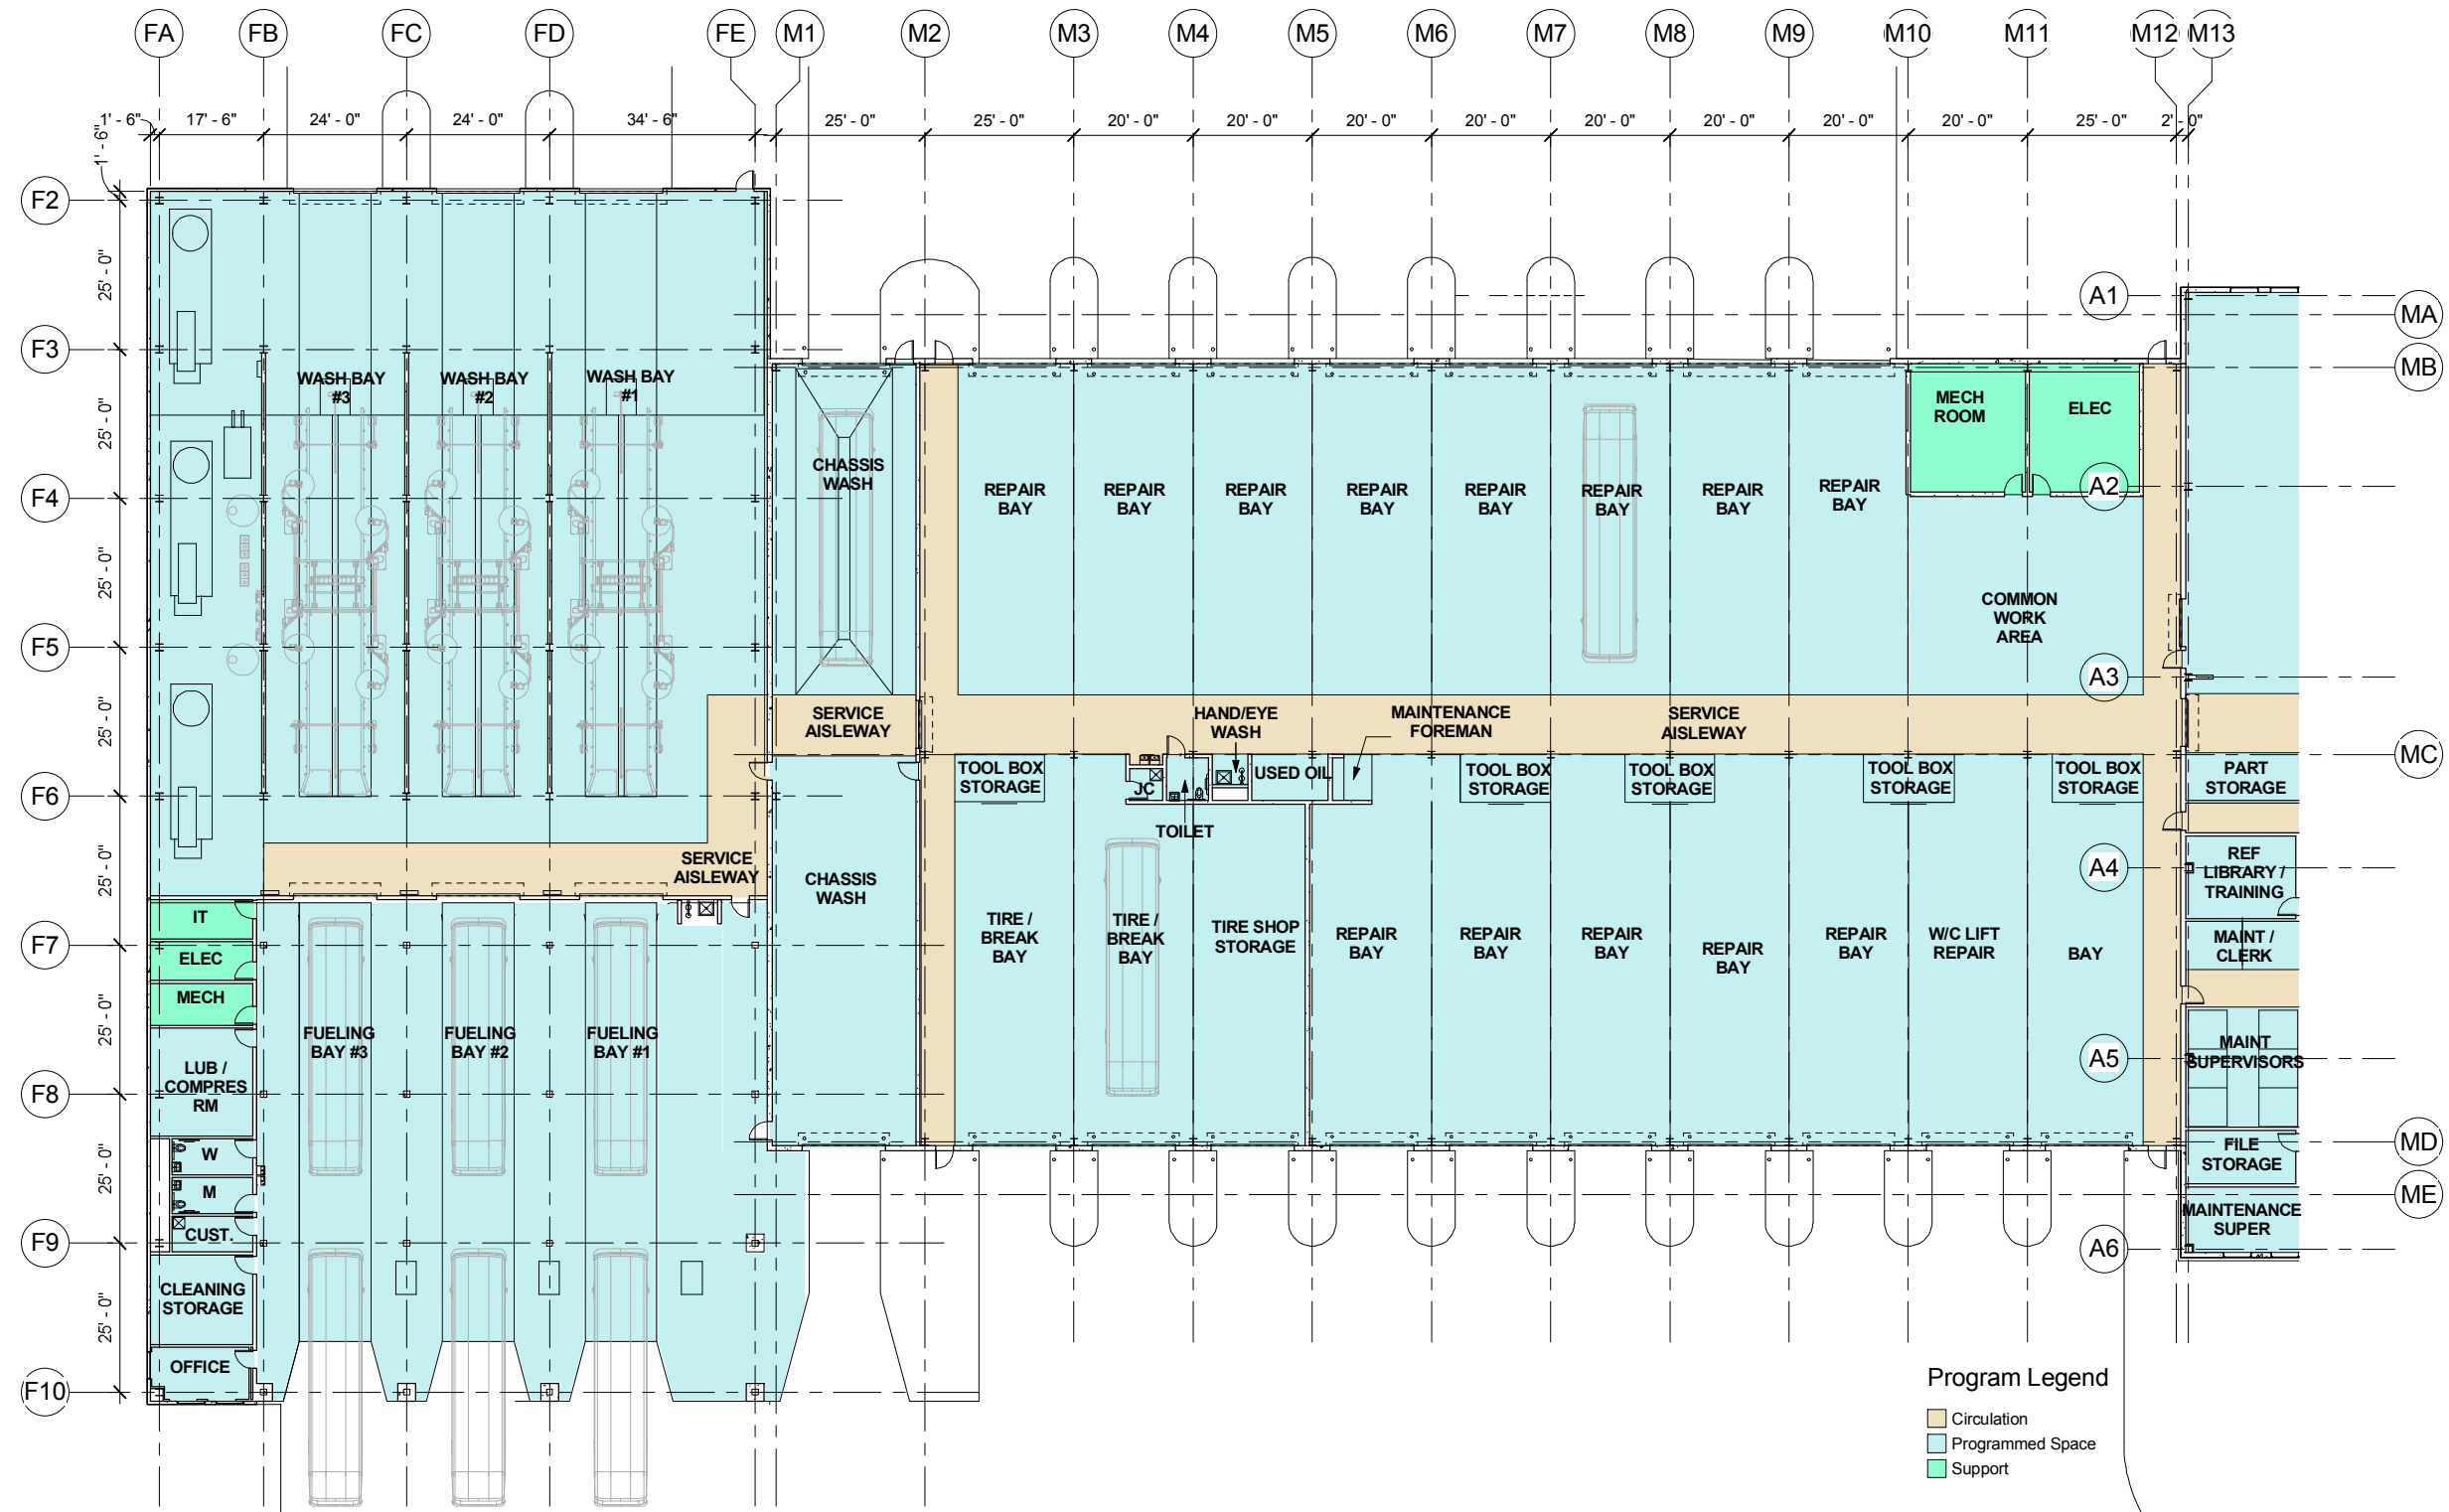 FA
FB
FC
FD
FE
M1
M2
M3
M4
M5
M6
M7
M8
M9
M10
M11
M12
M13
1' - 6"
17' - 6"
24' - 0"
24' - 0"
34' - 6"
25' - 0"
25' - 0"
20' - 0"
20' - 0"
20' - 0"
20' - 0"
20' - 0"
20' - 0"
20' - 0"
20' - 0"
25' - 0"
2' - 0"
1' - 6"
F2
25' - 0"
F3
25' - 0"
F4
25' - 0"
F5
25' - 0"
F6
25' - 0"
F7
25' - 0"
F8
25' - 0"
F9
25' - 0"
F10
A1
MA
MB
A2
A3
MC
A4
A5
MD
ME
A6
WASH BAY
#3
WASH BAY
#2
WASH BAY
#1
CHASSIS
WASH
REPAIR
BAY
REPAIR
BAY
REPAIR
BAY
REPAIR
BAY
REPAIR
BAY
REPAIR
BAY
REPAIR
BAY
REPAIR
BAY
MECH
ROOM
ELEC
COMMON
WORK
AREA
SERVICE
AISLEWAY
HAND/EYE
WASH
MAINTENANCE
FOREMAN
SERVICE
AISLEWAY
TOOL BOX
STORAGE
JC
TOILET
USED OIL
TOOL BOX
STORAGE
TOOL BOX
STORAGE
TOOL BOX
STORAGE
TOOL BOX
STORAGE
PART
STORAGE
SERVICE
AISLEWAY
CHASSIS
WASH
TIRE /
BREAK
BAY
TIRE /
BREAK
BAY
TIRE SHOP
STORAGE
REPAIR
BAY
REPAIR
BAY
REPAIR
BAY
REPAIR
BAY
REPAIR
BAY
W/C LIFT
REPAIR
BAY
REF
LIBRARY /
TRAINING
MAINT /
CLERK
MAINT
SUPERVISORS
FILE
STORAGE
MAINTENANCE
SUPER
IT
ELEC
MECH
LUB /
COMPRES
RM
W
M
CUST.
CLEANING
STORAGE
OFFICE
FUELING
BAY #3
FUELING
BAY #2
FUELING
BAY #1
Program Legend
Circulation
Programmed Space
Support